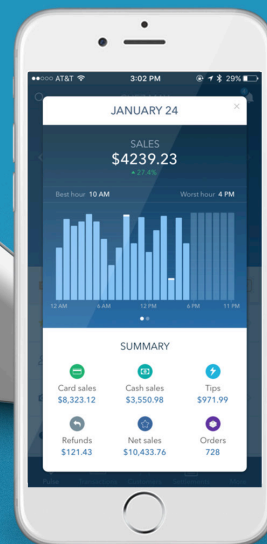 AT&T 3:02 PM 29%
JANUARY 24
SALES
$4239.23
27.4%
Best hour 10 AM Worst hour 4 PM
12 AM 6 AM 12 PM 6 PM 11 PM
SUMMARY
Card sales Cash sales Tips
$8,323.12 $3,550.98 $971.99
Refunds Net sales Orders
$121.43 $10,433.76 728